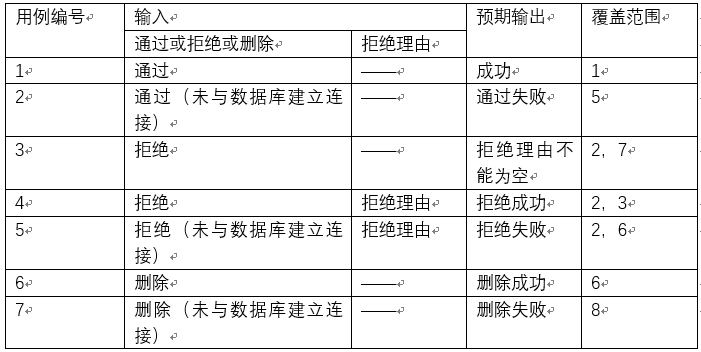 用例编号 输入 预期输出 覆盖范围
通过或拒绝或删除 拒绝理由
1 通过 —— 成功 1
2 通过（未与数据库建立连 —— 通过失败 5
接）
3 拒绝 —— 拒绝理由不 2，7
能为空
4 拒绝 拒绝理由 拒绝成功 2，3
5 拒绝（未与数据库建立连 拒绝理由 拒绝失败 2，6
接）
6 删除 —— 删除成功 6
7 删除（未与数据库建立连 —— 删除失败 8
接）